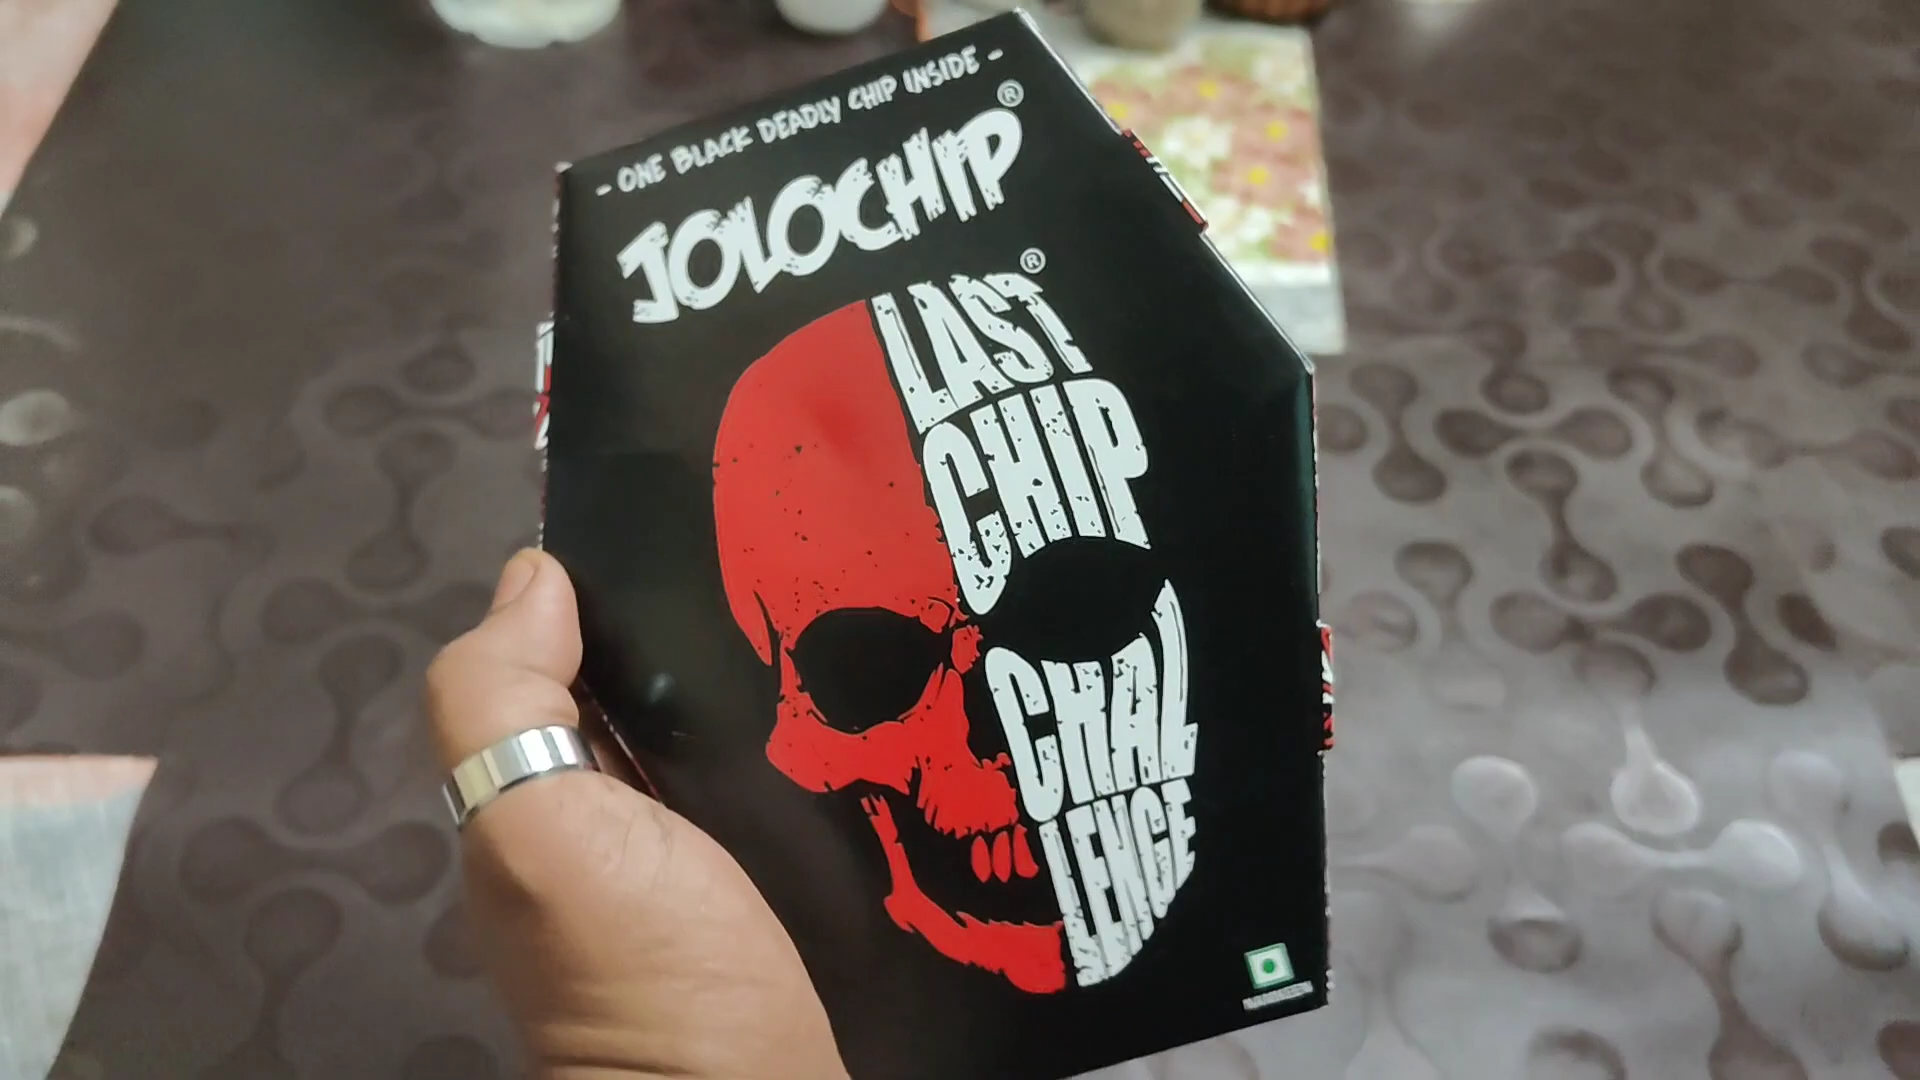 - ONE BLACK DEADLY CHIP INSIDE -
JOLOCHIP®
LAST®
CHIP
CHAL
LENGE